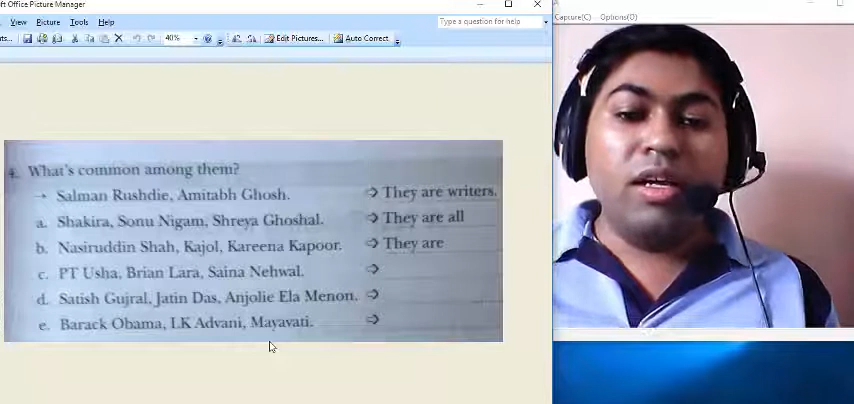 ft Office Picture Manager
View Picture Tools Help
Type a question for help
40%
Edit Pictures...
Auto Correct
Capture(C) Options(O)
4. What's common among them?
→ Salman Rushdie, Amitabh Ghosh. ⇨ They are writers.
a. Shakira, Sonu Nigam, Shreya Ghoshal. ⇨ They are all
b. Nasiruddin Shah, Kajol, Kareena Kapoor. ⇨ They are
c. PT Usha, Brian Lara, Saina Nehwal. ⇨
d. Satish Gujral, Jatin Das, Anjolie Ela Menon. ⇨
e. Barack Obama, LK Advani, Mayavati. ⇨